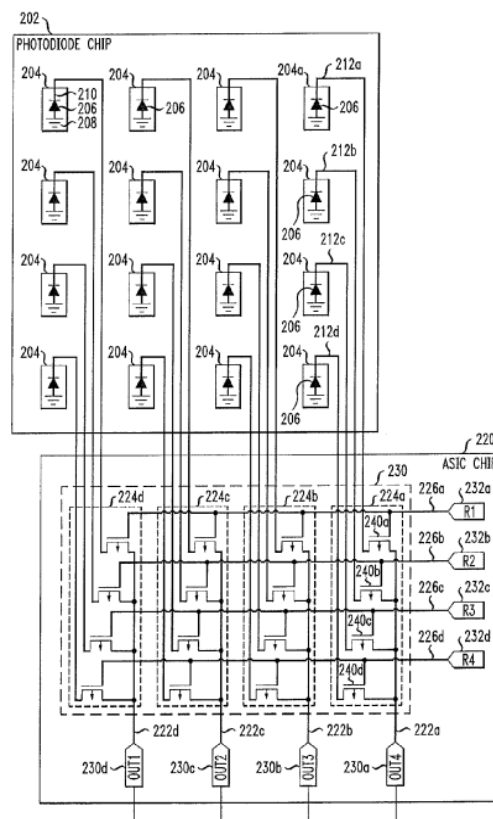 202
PHOTODIODE CHIP
204 204 204 204a 212a
210
206 206 206
208
212b
204 204 204 204
206
212c
204 204 204 204
206
212d
204 204 204 204
206
220
ASIC CHIP
230
224d 224c 224b 224a 226a 232a
240a R1
226b 232b
240b R2
226c 232c
240c R3
226d 232d
240d R4
222d 222c 222b 222a
230d OUT1 230c OUT2 230b OUT3 230a OUT4